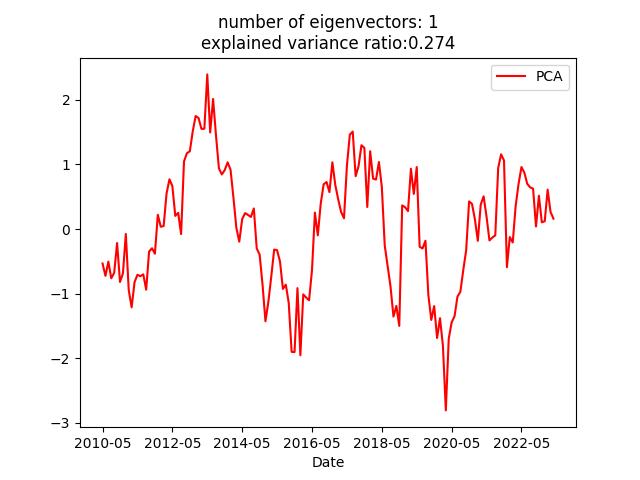 number of eigenvectors: 1
explained variance ratio:0.274
PCA
2
1
0
−1
−2
−3
2010-05 2012-05 2014-05 2016-05 2018-05 2020-05 2022-05
Date